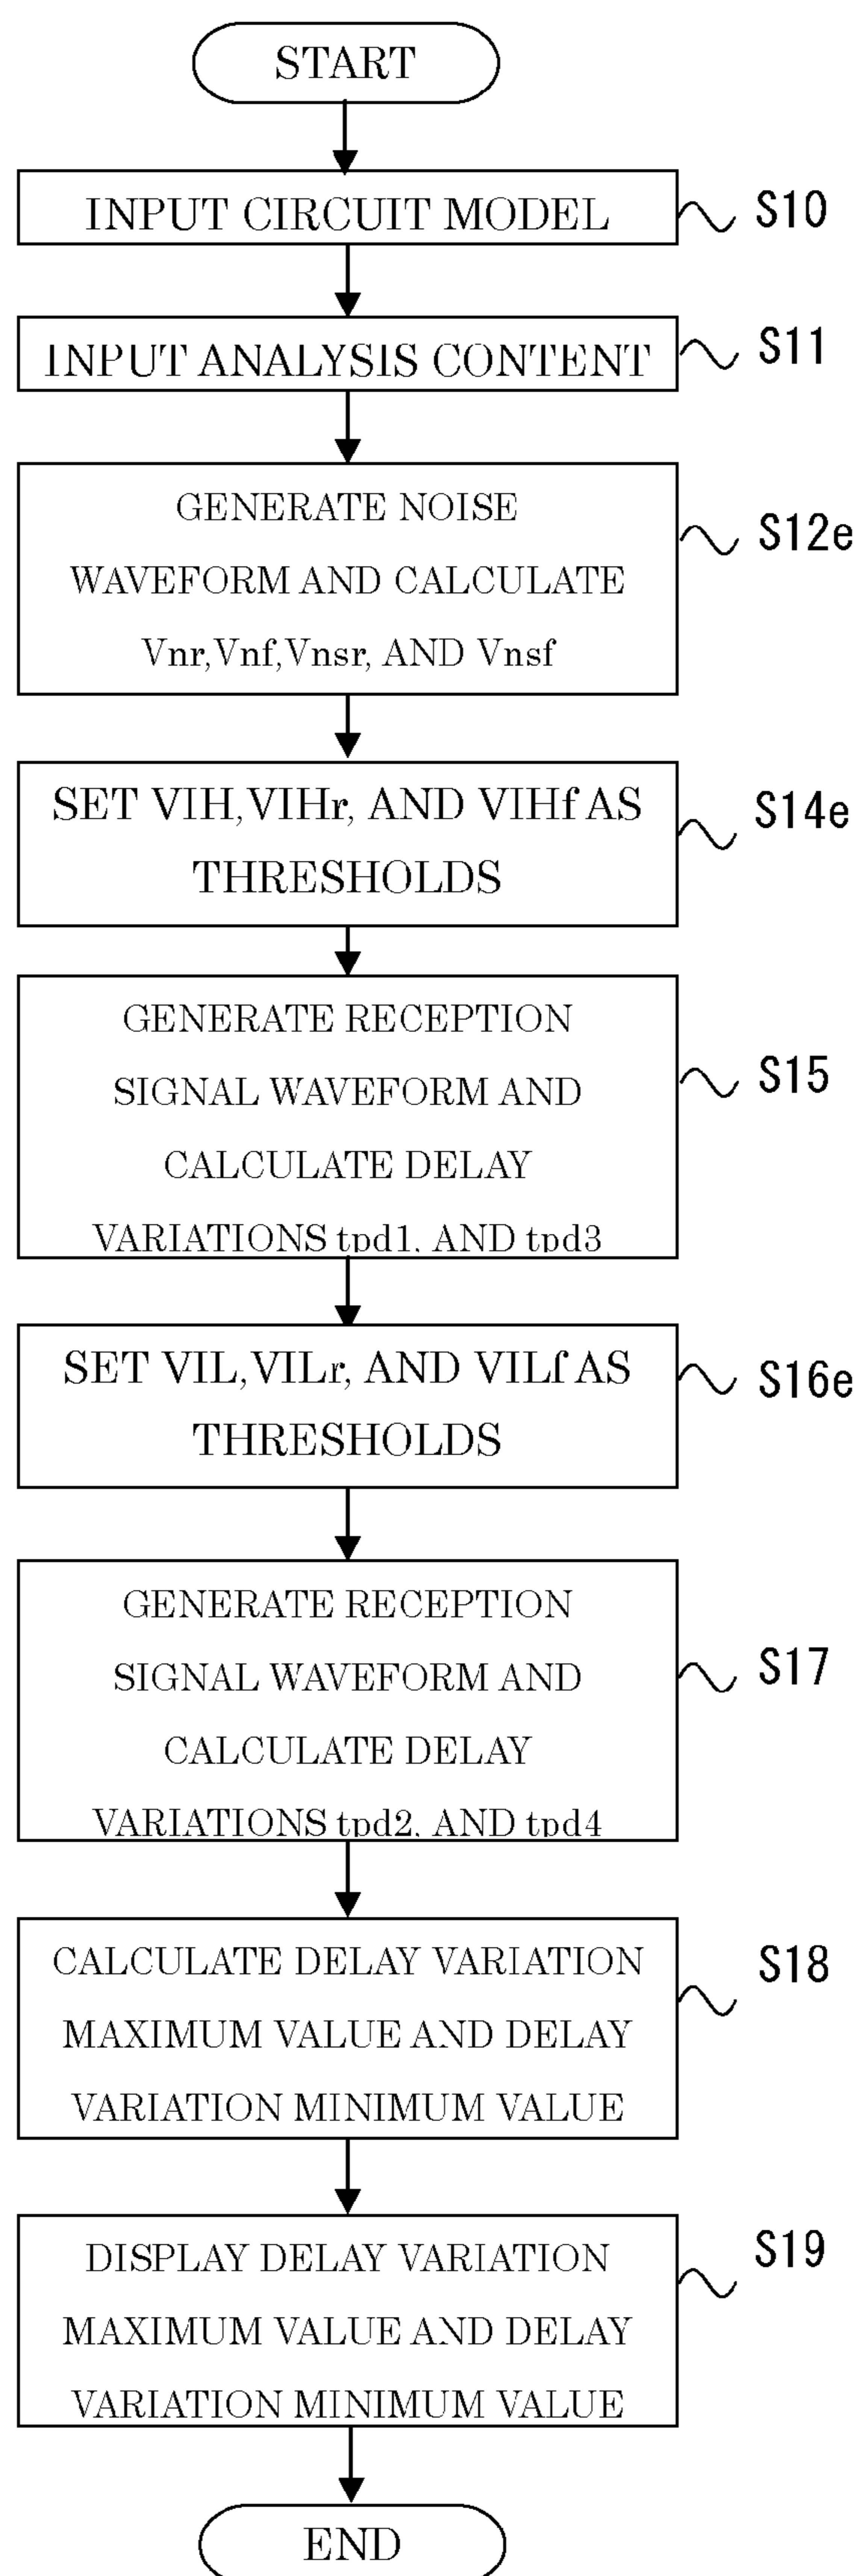 START
INPUT CIRCUIT MODEL
S10
INPUT ANALYSIS CONTENT
S11
GENERATE NOISE
WAVEFORM AND CALCULATE
Vnr,Vnf,Vnsr, AND Vnsf
S12e
SET VIH,VIHr, AND VIHf AS
THRESHOLDS
S14e
GENERATE RECEPTION
SIGNAL WAVEFORM AND
CALCULATE DELAY
VARIATIONS tpd1, AND tpd3
S15
SET VIL,VILr, AND VILf AS
THRESHOLDS
S16e
GENERATE RECEPTION
SIGNAL WAVEFORM AND
CALCULATE DELAY
VARIATIONS tpd2, AND tpd4
S17
CALCULATE DELAY VARIATION
MAXIMUM VALUE AND DELAY
VARIATION MINIMUM VALUE
S18
DISPLAY DELAY VARIATION
MAXIMUM VALUE AND DELAY
VARIATION MINIMUM VALUE
S19
END